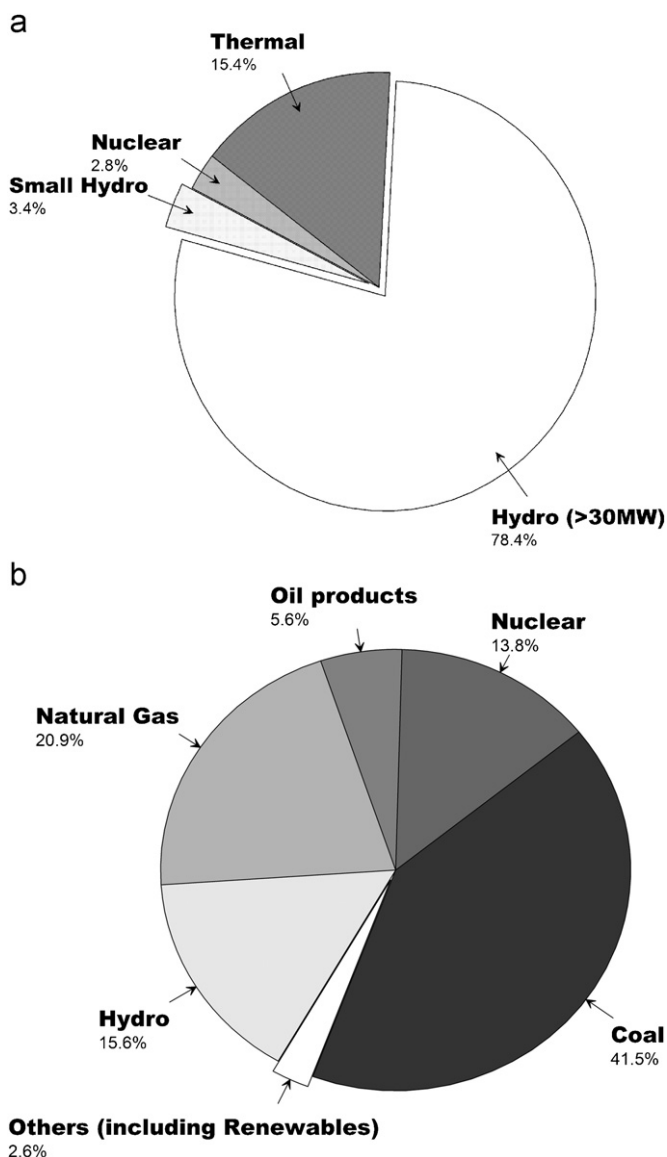 a
Thermal
15.4%
Nuclear
2.8%
Small Hydro
3.4%
Hydro (>30MW)
78.4%
b
Oil products
5.6%
Nuclear
13.8%
Natural Gas
20.9%
Hydro
15.6%
Coal
41.5%
Others (including Renewables)
2.6%